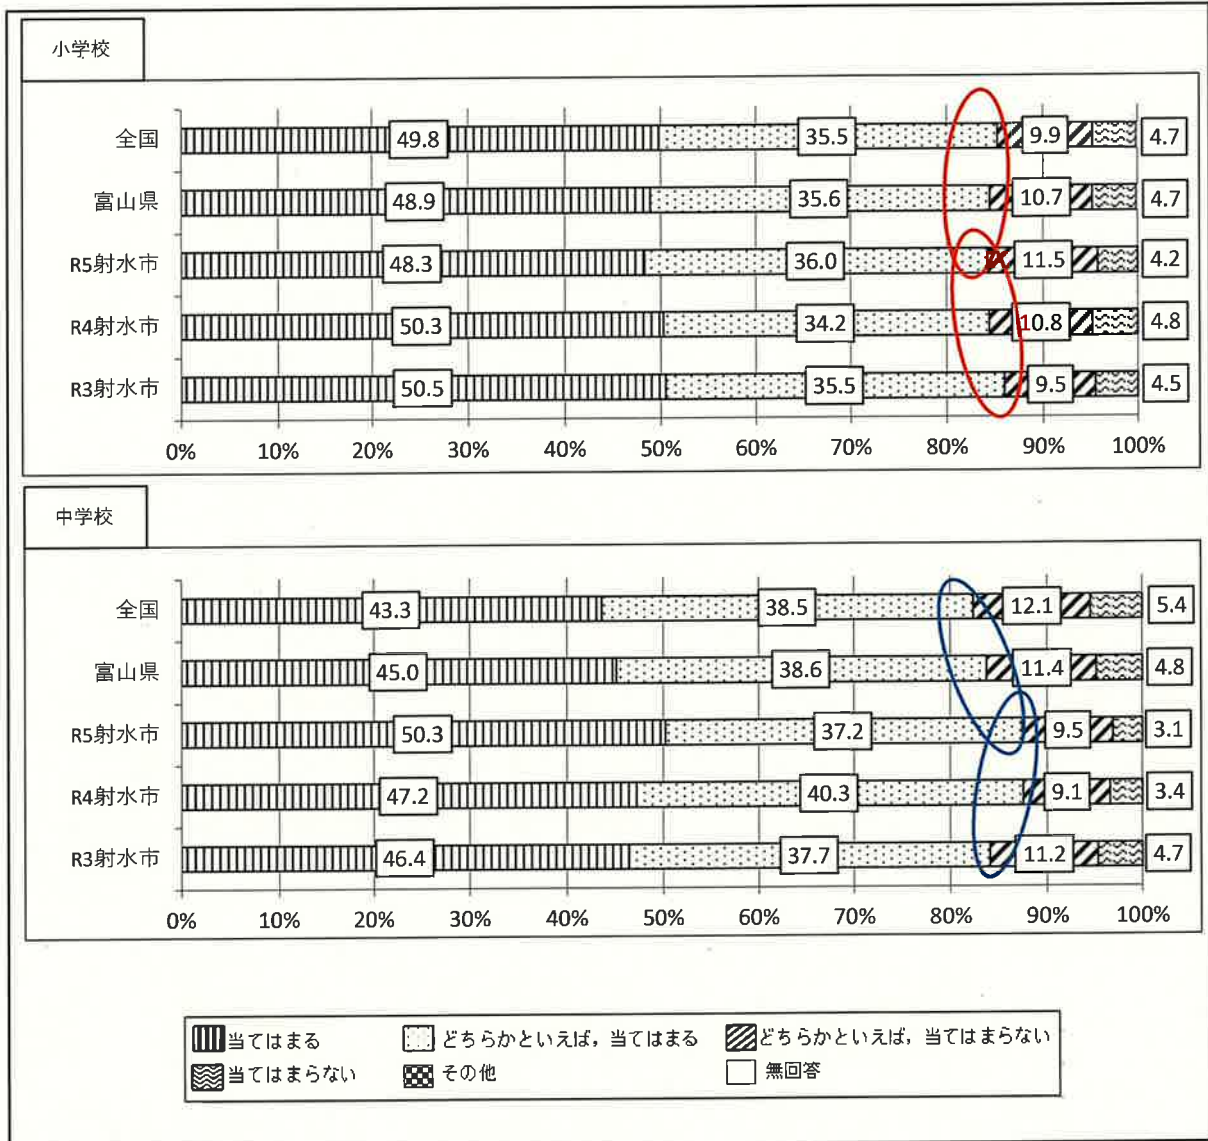 小学校
全国 49.8 35.5 9.9 4.7
富山県 48.9 35.6 10.7 4.7
R5射水市 48.3 36.0 11.5 4.2
R4射水市 50.3 34.2 10.8 4.8
R3射水市 50.5 35.5 9.5 4.5
0% 10% 20% 30% 40% 50% 60% 70% 80% 90% 100%
中学校
全国 43.3 38.5 12.1 5.4
富山県 45.0 38.6 11.4 4.8
R5射水市 50.3 37.2 9.5 3.1
R4射水市 47.2 40.3 9.1 3.4
R3射水市 46.4 37.7 11.2 4.7
0% 10% 20% 30% 40% 50% 60% 70% 80% 90% 100%
当てはまる どちらかといえば，当てはまる どちらかといえば，当てはまらない
当てはまらない その他 無回答